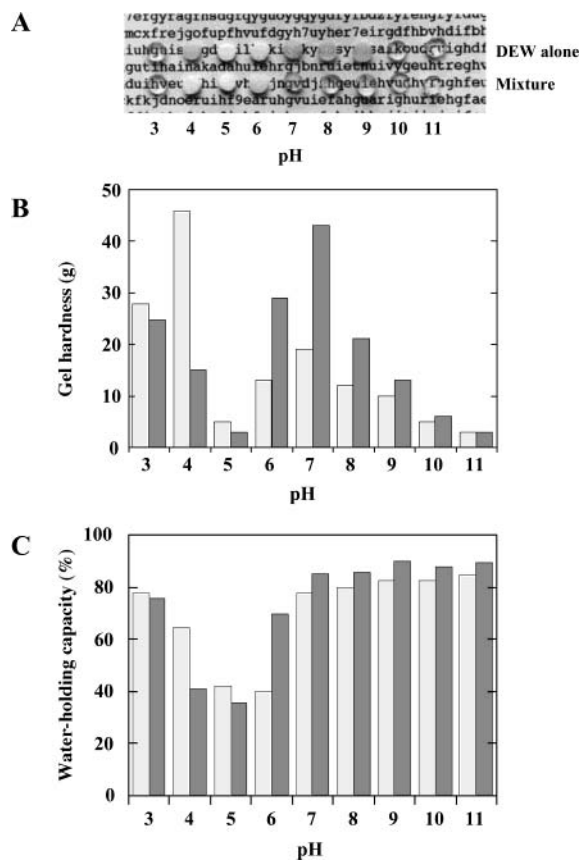 A
mcxfrejgofupfhvufdgyh7uyher7eirgdfhbvhdifbh
DEW alone
Mixture
3 4 5 6 7 8 9 10 11
pH
B
Gel hardness (g)
50
40
30
20
10
0
3 4 5 6 7 8 9 10 11
pH
C
Water-holding capacity (%)
100
80
60
40
20
0
3 4 5 6 7 8 9 10 11
pH